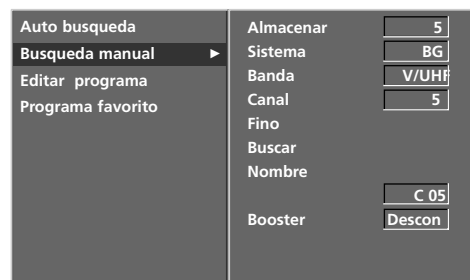 Auto busqueda
Busqueda manual
Editar programa
Programa favorito
Almacenar 5
Sistema BG
Banda V/UHF
Canal 5
Fino
Buscar
Nombre
C 05
Booster Descon